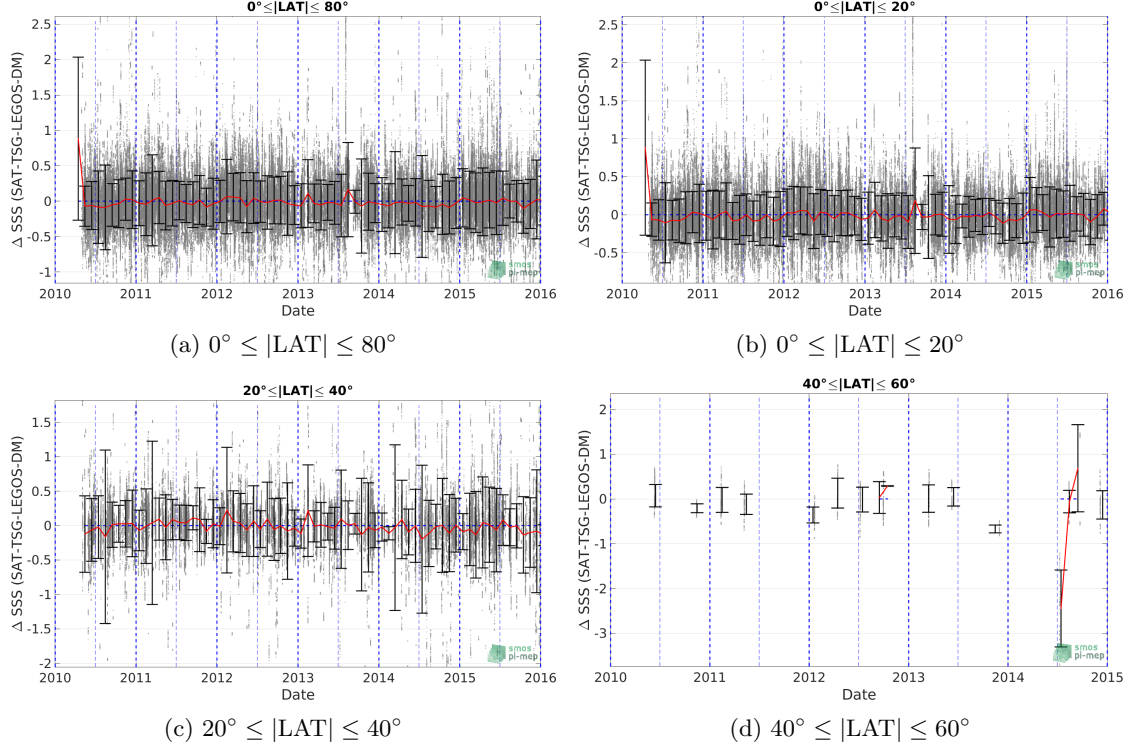 0°≤|LAT|≤ 80°
Δ SSS (SAT-TSG-LEGOS-DM)
2.5
2
1.5
1
0.5
0
-0.5
-1
2010 2011 2012 2013 2014 2015 2016
Date
smos
pi-mep
(a) 0° ≤ |LAT| ≤ 80°
0°≤|LAT|≤ 20°
Δ SSS (SAT-TSG-LEGOS-DM)
2.5
2
1.5
1
0.5
0
-0.5
2010 2011 2012 2013 2014 2015 2016
Date
smos
pi-mep
(b) 0° ≤ |LAT| ≤ 20°
20°≤|LAT|≤ 40°
Δ SSS (SAT-TSG-LEGOS-DM)
1.5
1
0.5
0
-0.5
-1
-1.5
-2
2010 2011 2012 2013 2014 2015 2016
Date
smos
pi-mep
(c) 20° ≤ |LAT| ≤ 40°
40°≤|LAT|≤ 60°
Δ SSS (SAT-TSG-LEGOS-DM)
2
1
0
-1
-2
-3
2010 2011 2012 2013 2014 2015
Date
smos
pi-mep
(d) 40° ≤ |LAT| ≤ 60°